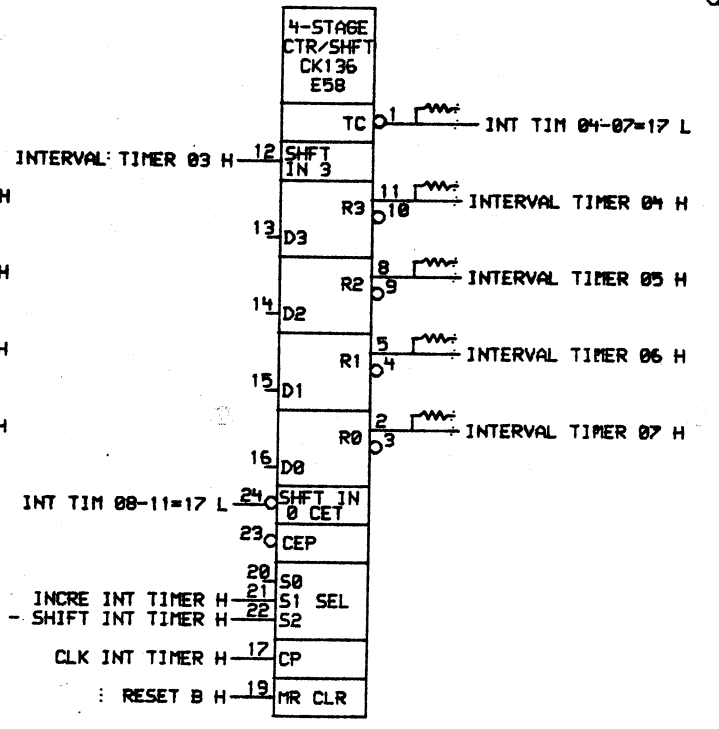 4-STAGE
CTR/SHFT
CK136
E58
TC 1 INT TIM 04-07=17 L
INTERVAL TIMER 03 H 12 SHFT
IN 3
H
11
R3 10 INTERVAL TIMER 04 H
13 D3
H
8
R2 9 INTERVAL TIMER 05 H
14 D2
H
5
R1 4 INTERVAL TIMER 06 H
15 D1
H
2
R0 3 INTERVAL TIMER 07 H
16 D0
INT TIM 08-11=17 L 24 SHFT IN
0 CET
23 CEP
20 S0
INCRE INT TIMER H 21 S1 SEL
- SHIFT INT TIMER H 22 S2
CLK INT TIMER H 17 CP
RESET B H 19 MR CLR